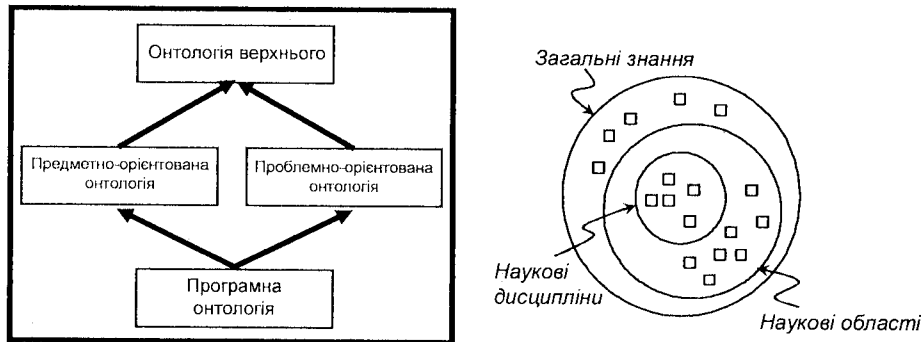 Онтологія верхнього
Предметно-орієнтована
онтологія
Проблемно-орієнтована
онтологія
Програмна
онтологія
Загальні знання
Наукові
дисципліни
Наукові області